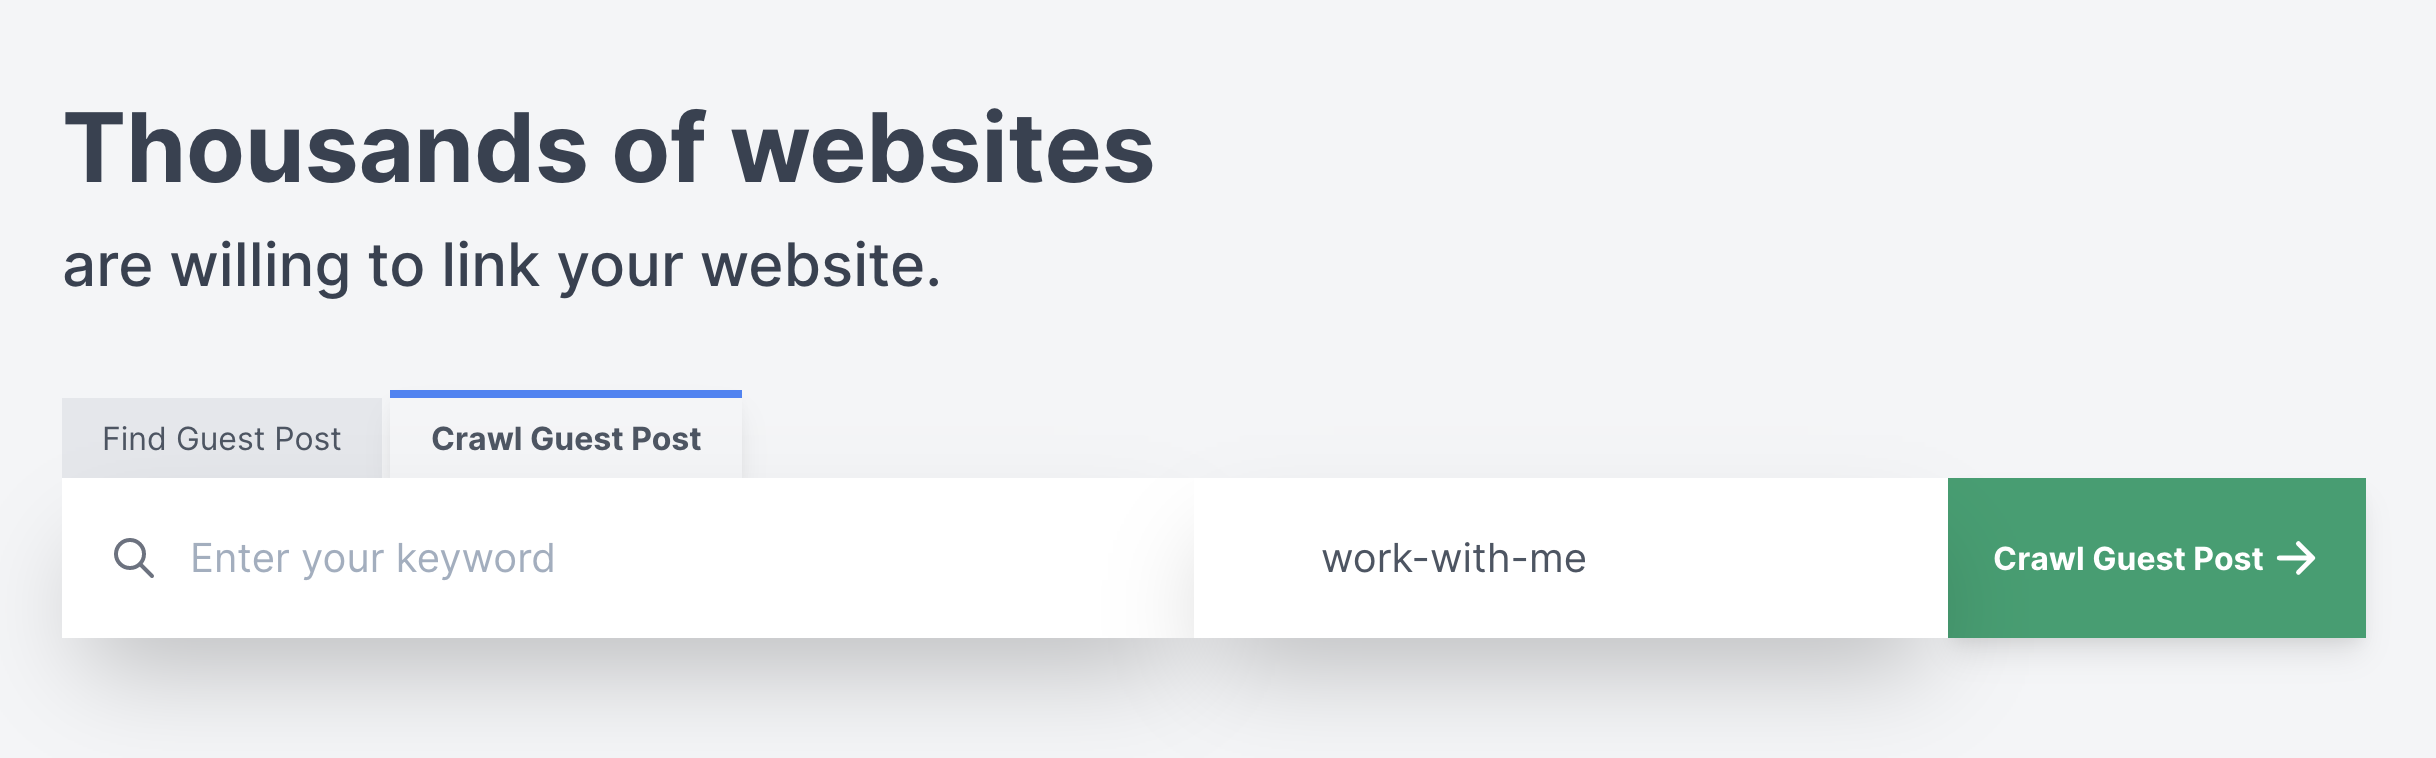 Thousands of websites
are willing to link your website.
Find Guest Post
Crawl Guest Post
Enter your keyword
work-with-me
Crawl Guest Post